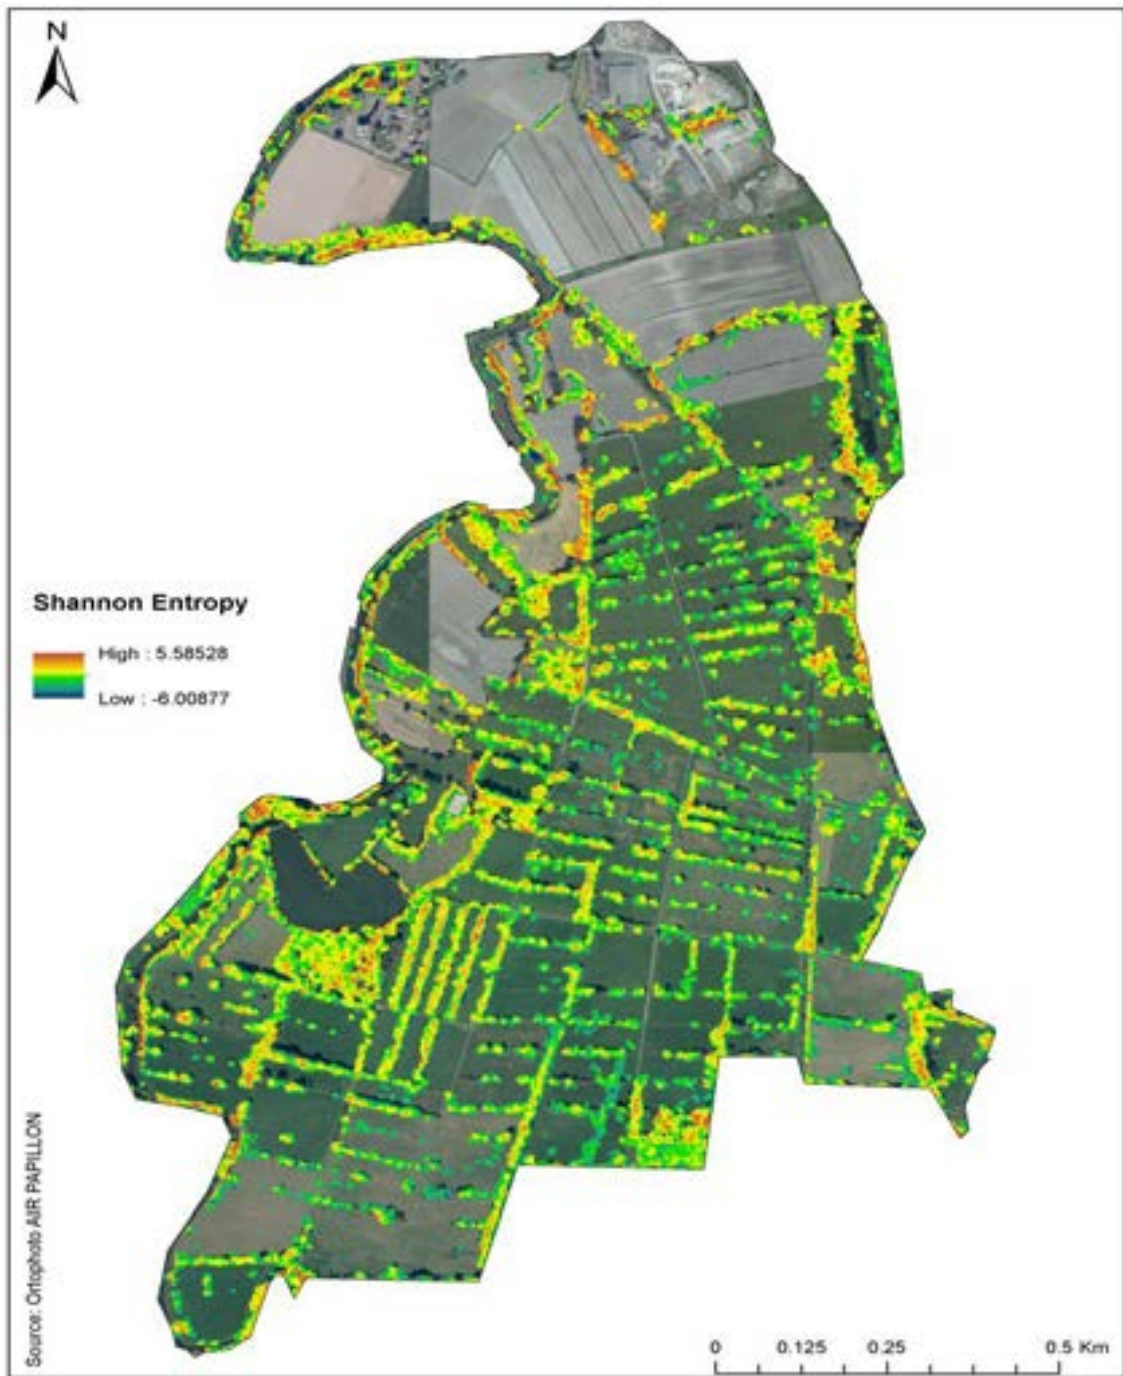 N
Shannon Entropy
High : 5.58528
Low : -6.00877
Source: Ortophoto AIR PAPILLON
0 0.125 0.25 0.5 Km